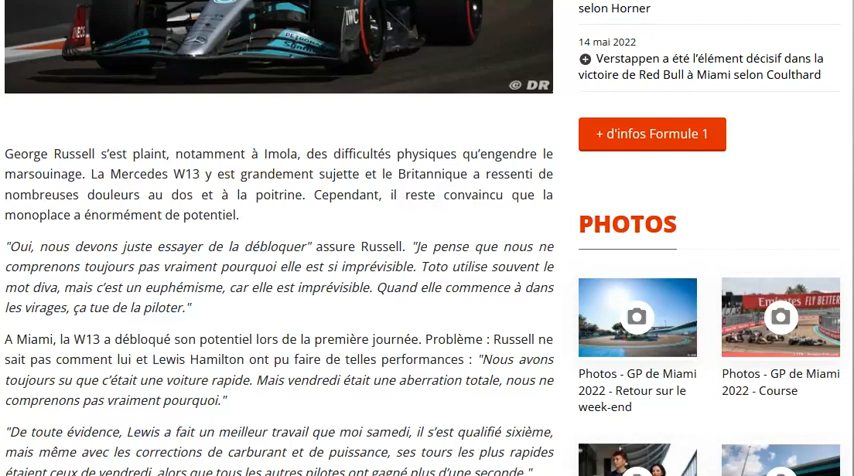 selon Horner
14 mai 2022
Verstappen a été l'élément décisif dans la
victoire de Red Bull à Miami selon Coulthard
+ d'infos Formule 1
© DR
IWC
George Russell s'est plaint, notamment à Imola, des difficultés physiques qu'engendre le
marsouinage. La Mercedes W13 y est grandement sujette et le Britannique a ressenti de
nombreuses douleurs au dos et à la poitrine. Cependant, il reste convaincu que la
monoplace a énormément de potentiel.
"Oui, nous devons juste essayer de la débloquer" assure Russell. "Je pense que nous ne
comprenons toujours pas vraiment pourquoi elle est si imprévisible. Toto utilise souvent le
mot diva, mais c'est un euphémisme, car elle est imprévisible. Quand elle commence à dans
les virages, ça tue de la piloter."
A Miami, la W13 a débloqué son potentiel lors de la première journée. Problème : Russell ne
sait pas comment lui et Lewis Hamilton ont pu faire de telles performances : "Nous avons
toujours su que c'était une voiture rapide. Mais vendredi était une aberration totale, nous ne
comprenons pas vraiment pourquoi."
"De toute évidence, Lewis a fait un meilleur travail que moi samedi, il s'est qualifié sixième,
mais même avec les corrections de carburant et de puissance, ses tours les plus rapides
étaient ceux de vendredi, alors que tous les autres pilotes ont gagné plus d'une seconde."
PHOTOS
Emirates FLY BETTER
Photos - GP de Miami
2022 - Retour sur le
week-end
Photos - GP de Miami
2022 - Course